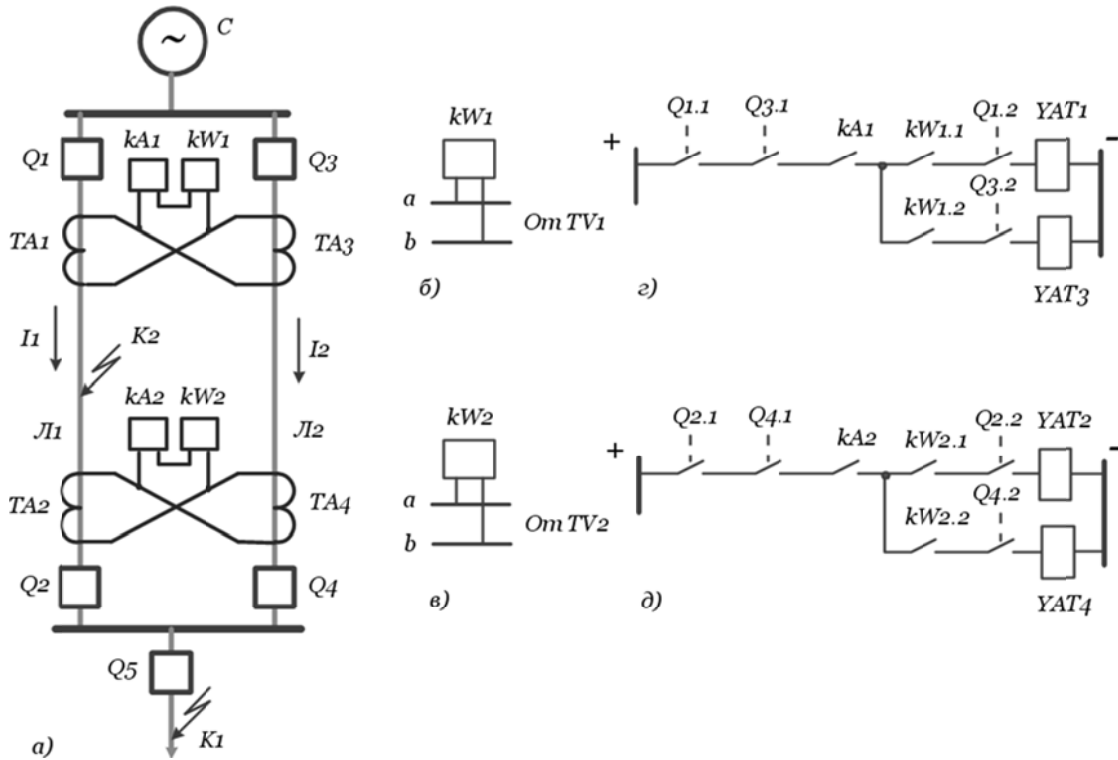 ~
C
kA1 kW1
Q1 Q3
TA1 TA3
I1 K2 I2
kA2 kW2
Л1 Л2
TA2 TA4
Q2 Q4
Q5
K1
а)
kW1
a
От TV1
b
б)
kW2
a
От TV2
b
в)
Q1.1 Q3.1 kA1 kW1.1 Q1.2 YAT1
+ −
Q3.2
kW1.2
YAT3
г)
Q2.1 Q4.1 kA2 kW2.1 Q2.2 YAT2
+ −
Q4.2
kW2.2
YAT4
д)